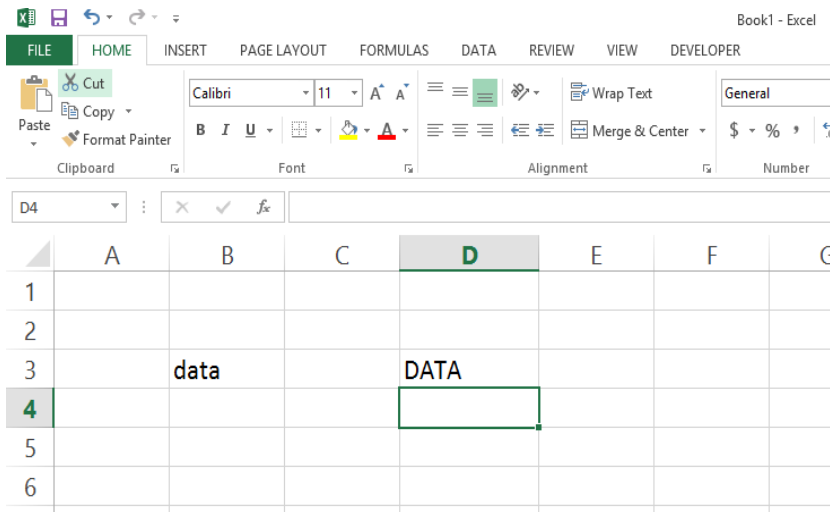 Book1 - Excel
FILE HOME INSERT PAGE LAYOUT FORMULAS DATA REVIEW VIEW DEVELOPER
Cut
Calibri 11 A A Wrap Text General
Copy
Paste Format Painter B I U A Merge & Center $ % ,
Clipboard Font Alignment Number
D4 fx
A B C D E F G
1
2
3 data DATA
4
5
6